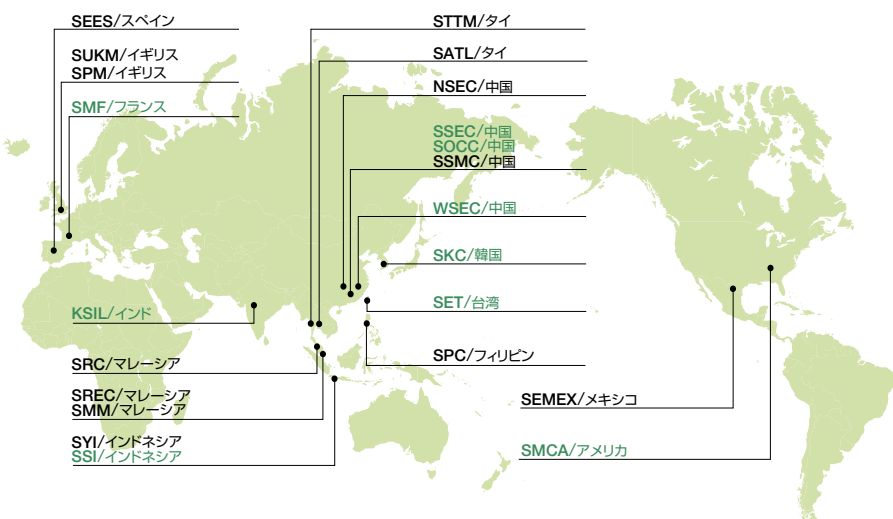 SEES/スペイン
SUKM/イギリス
SPM/イギリス
SMF/フランス
KSIL/インド
SRC/マレーシア
SREC/マレーシア
SMM/マレーシア
SYI/インドネシア
SSI/インドネシア
STTM/タイ
SATL/タイ
NSEC/中国
SSEC/中国
SOCC/中国
SSMC/中国
WSEC/中国
SKC/韓国
SET/台湾
SPC/フィリピン
SEMEX/メキシコ
SMCA/アメリカ